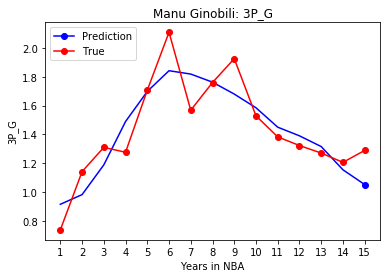 Manu Ginobili: 3P_G
Prediction
True
2.0
1.8
1.6
1.4
1.2
1.0
0.8
3P_G
1 2 3 4 5 6 7 8 9 10 11 12 13 14 15
Years in NBA